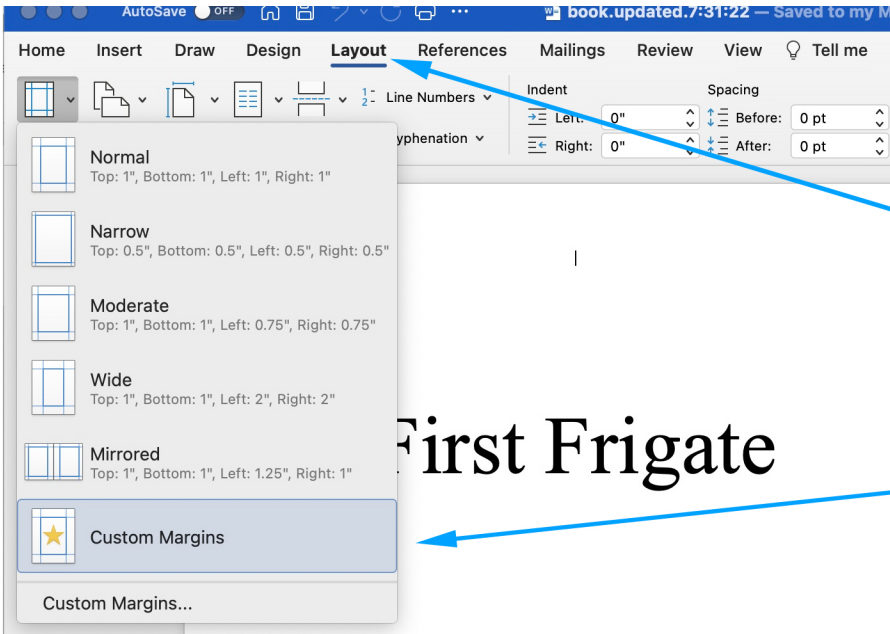 AutoSave OFF ... book.updated.7:31:22 — Saved to my
Home Insert Draw Design Layout References Mailings Review View Tell me
Line Numbers
Indent Spacing
Left: 0" Before: 0 pt
Right: 0" After: 0 pt
Normal
Top: 1", Bottom: 1", Left: 1", Right: 1"
Narrow
Top: 0.5", Bottom: 0.5", Left: 0.5", Right: 0.5"
Moderate
Top: 1", Bottom: 1", Left: 0.75", Right: 0.75"
Wide
Top: 1", Bottom: 1", Left: 2", Right: 2"
Mirrored
Top: 1", Bottom: 1", Left: 1.25", Right: 1"
First Frigate
Custom Margins
Custom Margins...